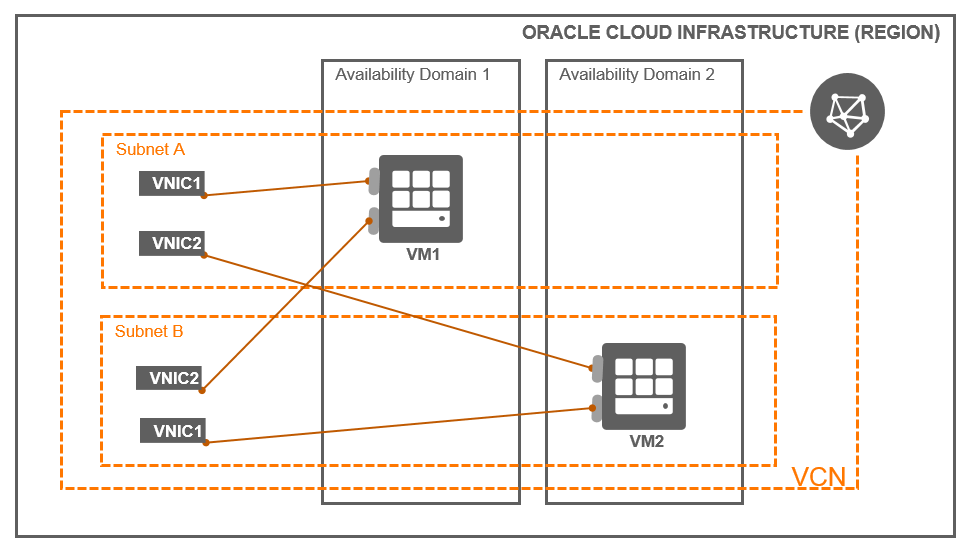 ORACLE CLOUD INFRASTRUCTURE (REGION)
Availability Domain 1
Availability Domain 2
Subnet A
VNIC1
VNIC2
VM1
Subnet B
VNIC2
VNIC1
VM2
VCN